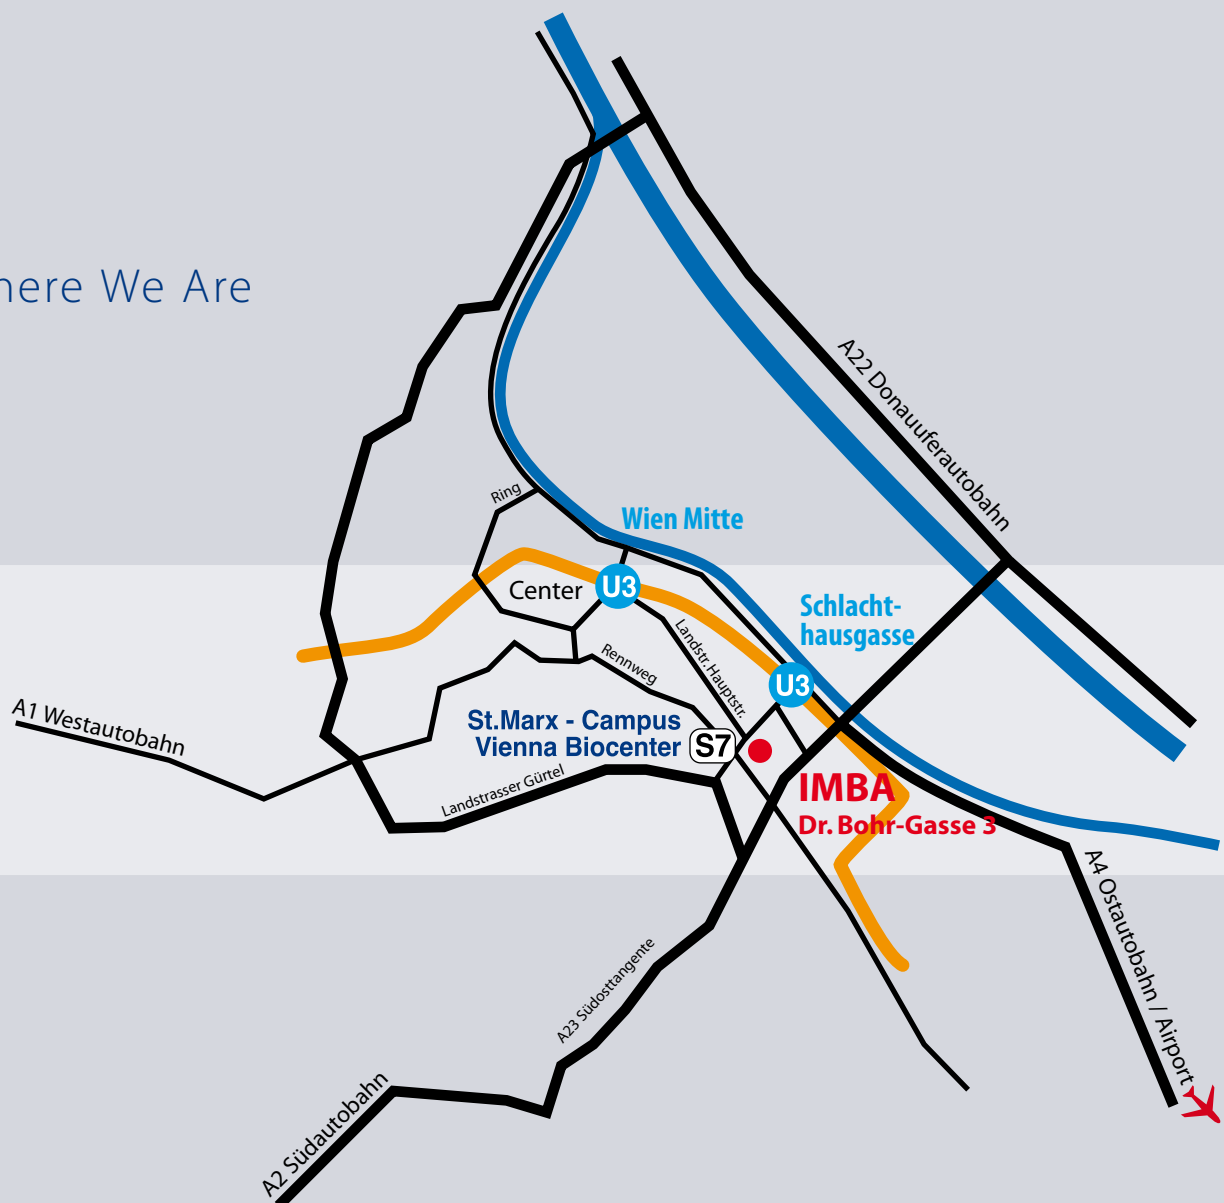 here We Are
A22 Donauuferautobahn
Ring
Wien Mitte
U3
Center
Schlacht-
hausgasse
Landstr. Hauptstr.
Rennweg
U3
A1 Westautobahn
St.Marx - Campus
Vienna Biocenter
S7
Landstrasser Gürtel
IMBA
Dr. Bohr-Gasse 3
A4 Ostautobahn / Airport
A23 Südosttangente
A2 Südautobahn